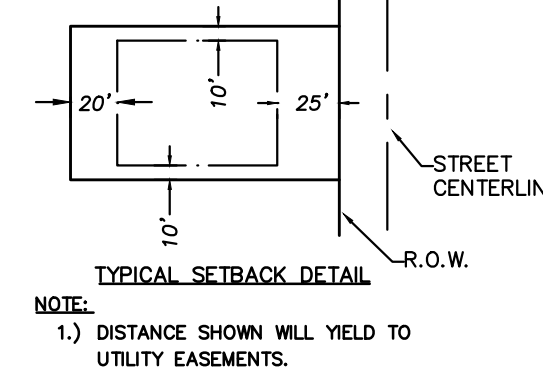 10'
20'
25'
STREET
CENTERLIN
10'
R.O.W.
TYPICAL SETBACK DETAIL
NOTE:
1.) DISTANCE SHOWN WILL YIELD TO
UTILITY EASEMENTS.